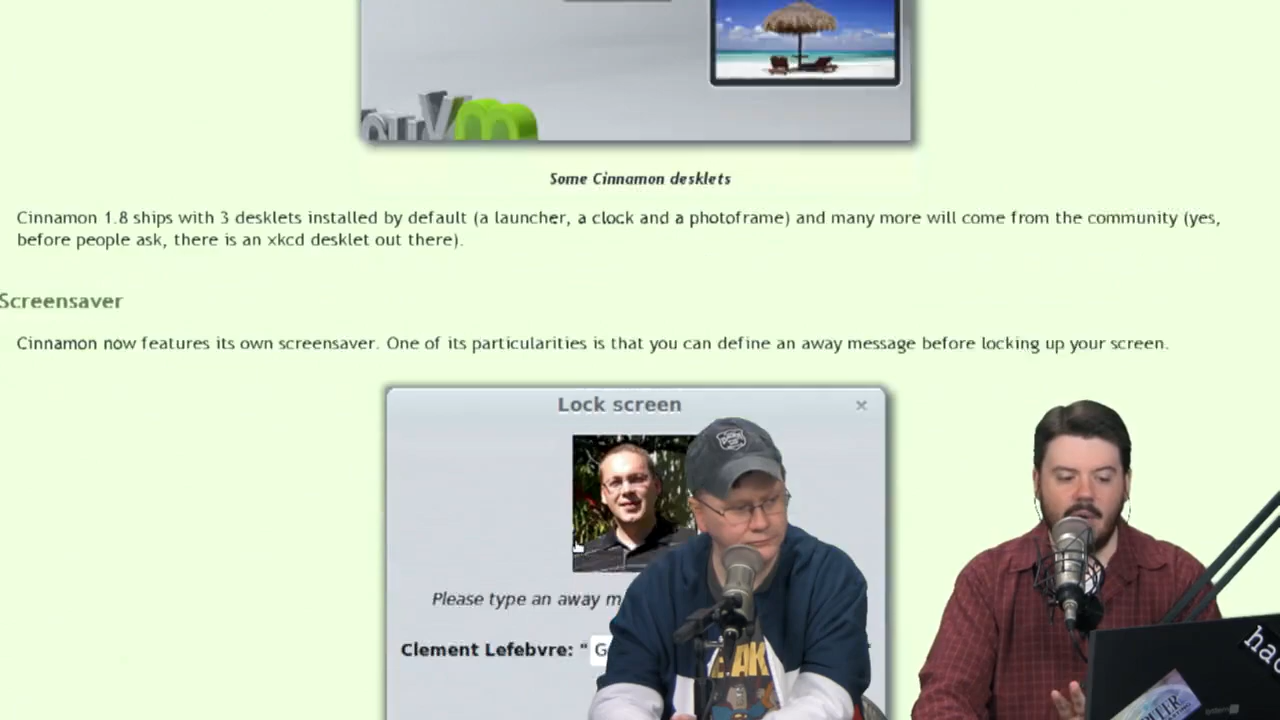 Some Cinnamon desklets
Cinnamon 1.8 ships with 3 desklets installed by default (a launcher, a clock and a photoframe) and many more will come from the community (yes,
before people ask, there is an xkcd desklet out there).
Screensaver
Cinnamon now features its own screensaver. One of its particularities is that you can define an away message before locking up your screen.
Lock screen
Please type an away m
Clement Lefebvre: " G "